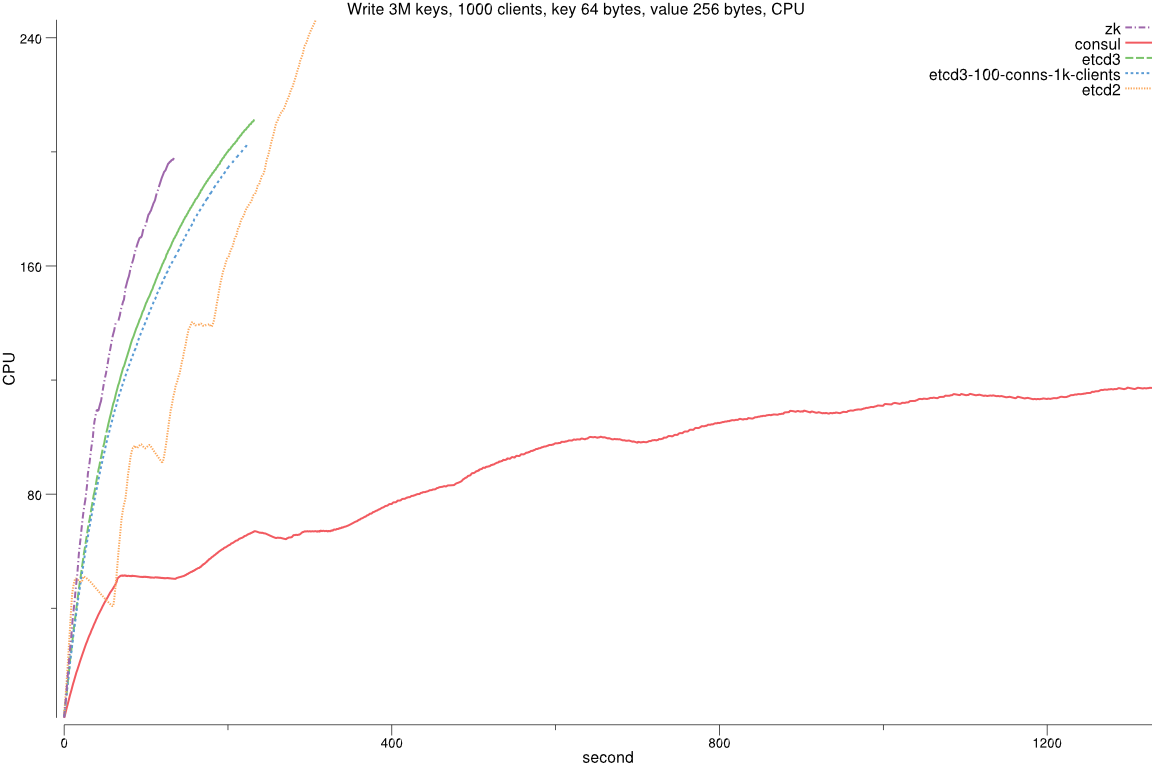 Write 3M keys, 1000 clients, key 64 bytes, value 256 bytes, CPU
zk
consul
etcd3
etcd3-100-conns-1k-clients
etcd2
240
160
80
CPU
0 400 800 1200
second